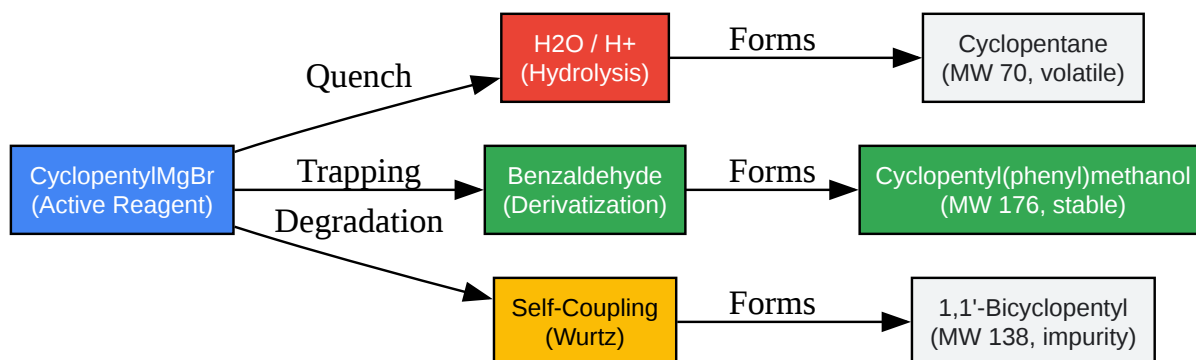 H2O / H+
(Hydrolysis)
Forms
Cyclopentane
(MW 70, volatile)
Quench
CyclopentylMgBr
(Active Reagent)
Trapping
Benzaldehyde
(Derivatization)
Forms
Cyclopentyl(phenyl)methanol
(MW 176, stable)
Degradation
Self-Coupling
(Wurtz)
Forms
1,1'-Bicyclopentyl
(MW 138, impurity)